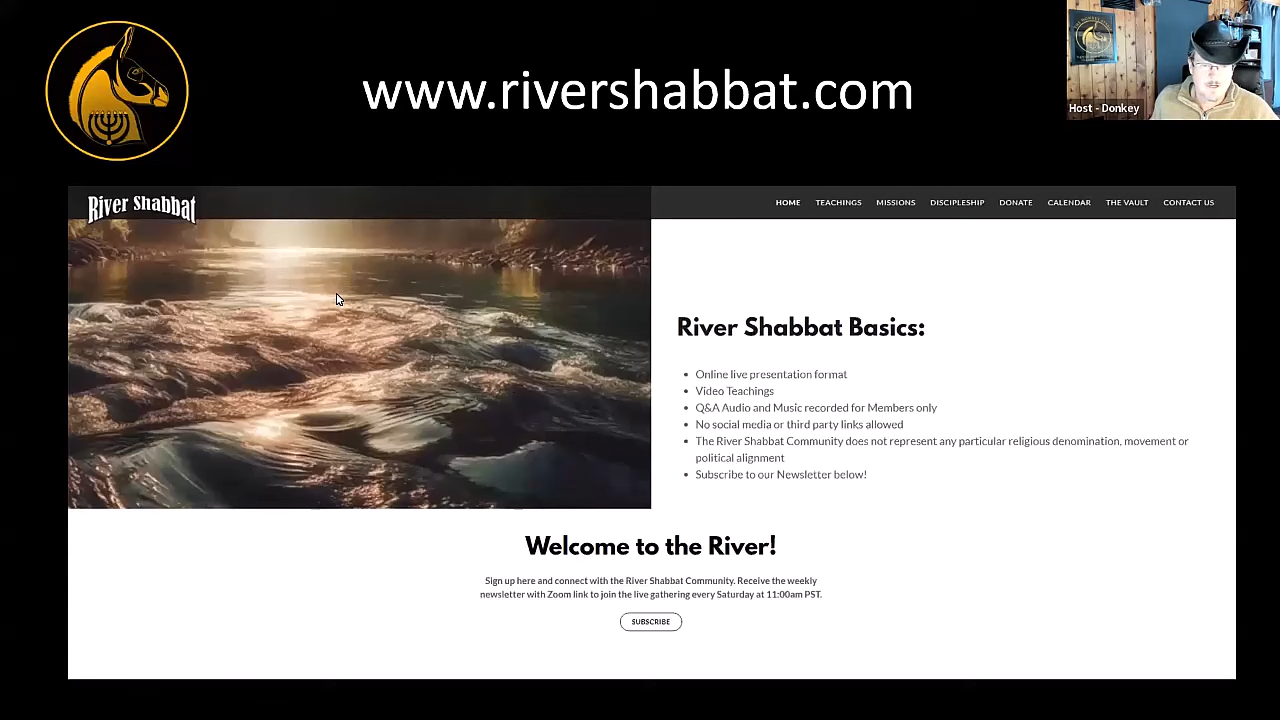 www.rivershabbat.com
Host - Donkey
River Shabbat
HOME TEACHINGS MISSIONS DISCIPLESHIP DONATE CALENDAR THE VAULT CONTACT US
River Shabbat Basics:
Online live presentation format
Video Teachings
Q&A Audio and Music recorded for Members only
No social media or third party links allowed
The River Shabbat Community does not represent any particular religious denomination, movement or
political alignment
Subscribe to our Newsletter below!
Welcome to the River!
Sign up here and connect with the River Shabbat Community. Receive the weekly
newsletter with Zoom link to join the live gathering every Saturday at 11:00am PST.
SUBSCRIBE